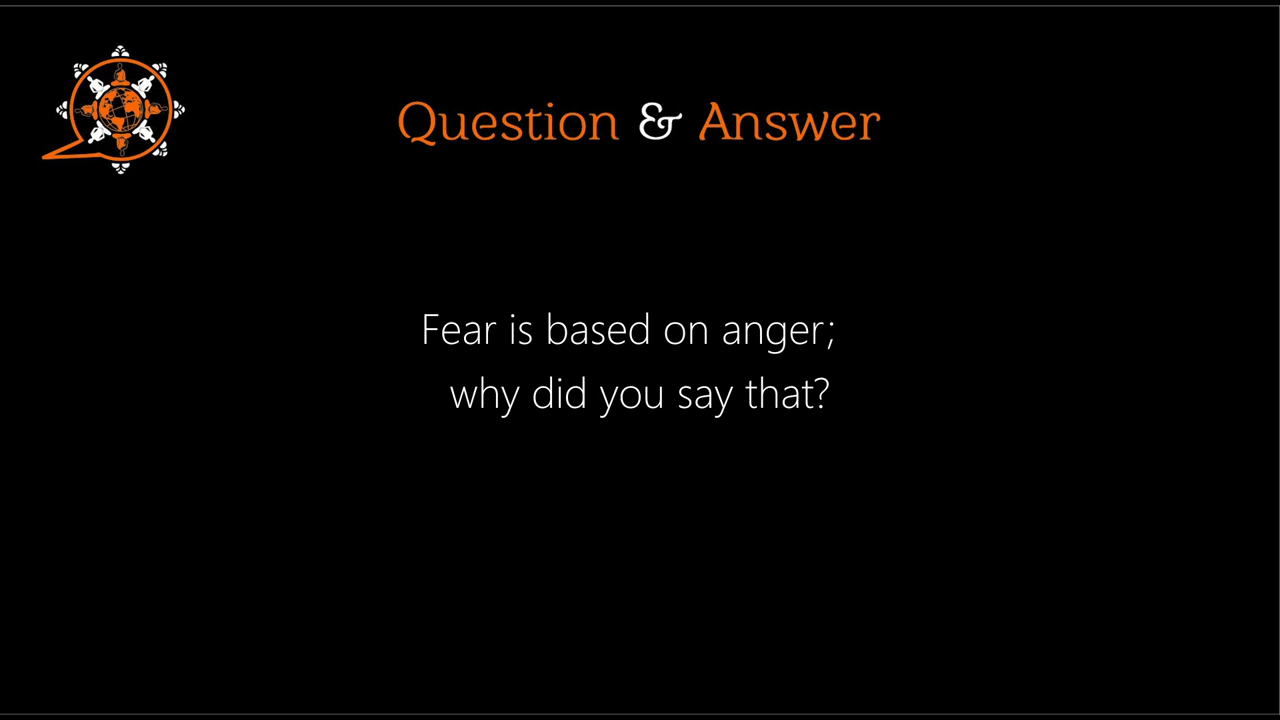 Question & Answer
Fear is based on anger;
why did you say that?